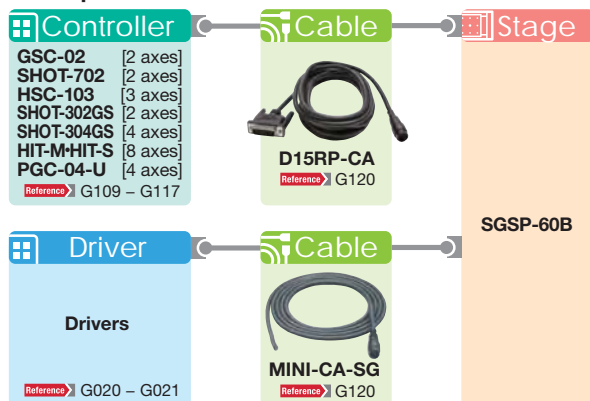 Controller
GSC-02 [2 axes]
SHOT-702 [2 axes]
HSC-103 [3 axes]
SHOT-302GS [2 axes]
SHOT-304GS [4 axes]
HIT-M•HIT-S [8 axes]
PGC-04-U [4 axes]
Reference G109 – G117
Cable
D15RP-CA
Reference G120
Stage
SGSP-60B
Driver
Drivers
Reference G020 – G021
Cable
MINI-CA-SG
Reference G120